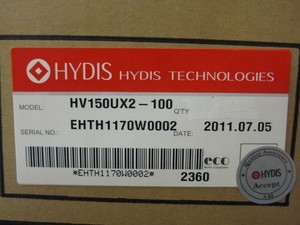 HYDIS HYDIS TECHNOLOGIES
MODEL: HV150UX2-100 Q'TY
SERIAL NO.: EHTH1170W0002 DATE: 2011.07.05
eco
*EHTH1170W0002* 2360
HYDIS
Accept